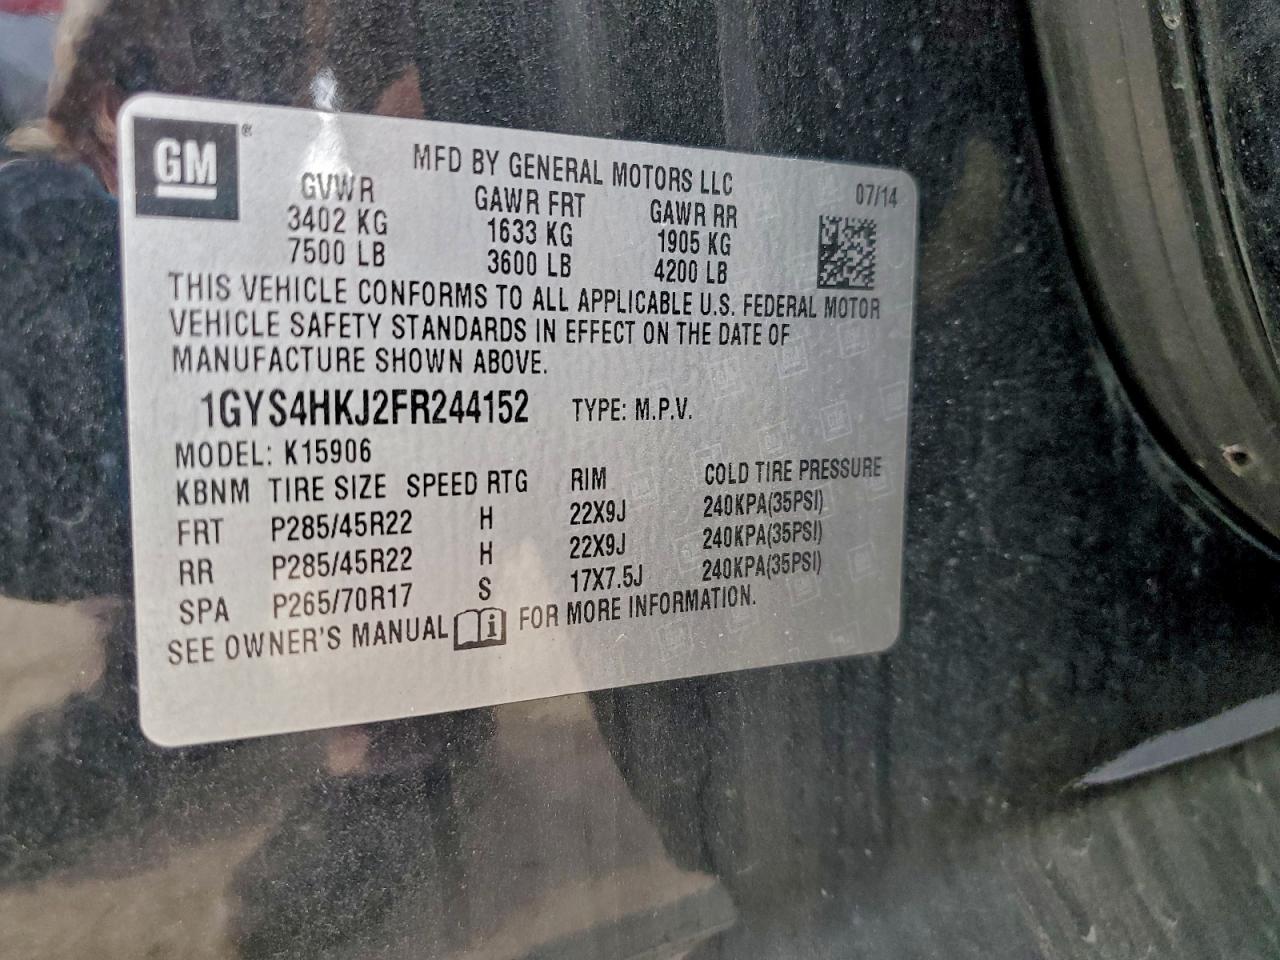 GM ®
MFD BY GENERAL MOTORS LLC
07/14
GVWR GAWR FRT GAWR RR
3402 KG 1633 KG 1905 KG
7500 LB 3600 LB 4200 LB
THIS VEHICLE CONFORMS TO ALL APPLICABLE U.S. FEDERAL MOTOR
VEHICLE SAFETY STANDARDS IN EFFECT ON THE DATE OF
MANUFACTURE SHOWN ABOVE.
1GYS4HKJ2FR244152 TYPE: M.P.V.
MODEL: K15906
KBNM TIRE SIZE SPEED RTG RIM COLD TIRE PRESSURE
FRT P285/45R22 H 22X9J 240KPA(35PSI)
RR P285/45R22 H 22X9J 240KPA(35PSI)
SPA P265/70R17 S 17X7.5J 240KPA(35PSI)
SEE OWNER'S MANUAL i FOR MORE INFORMATION.